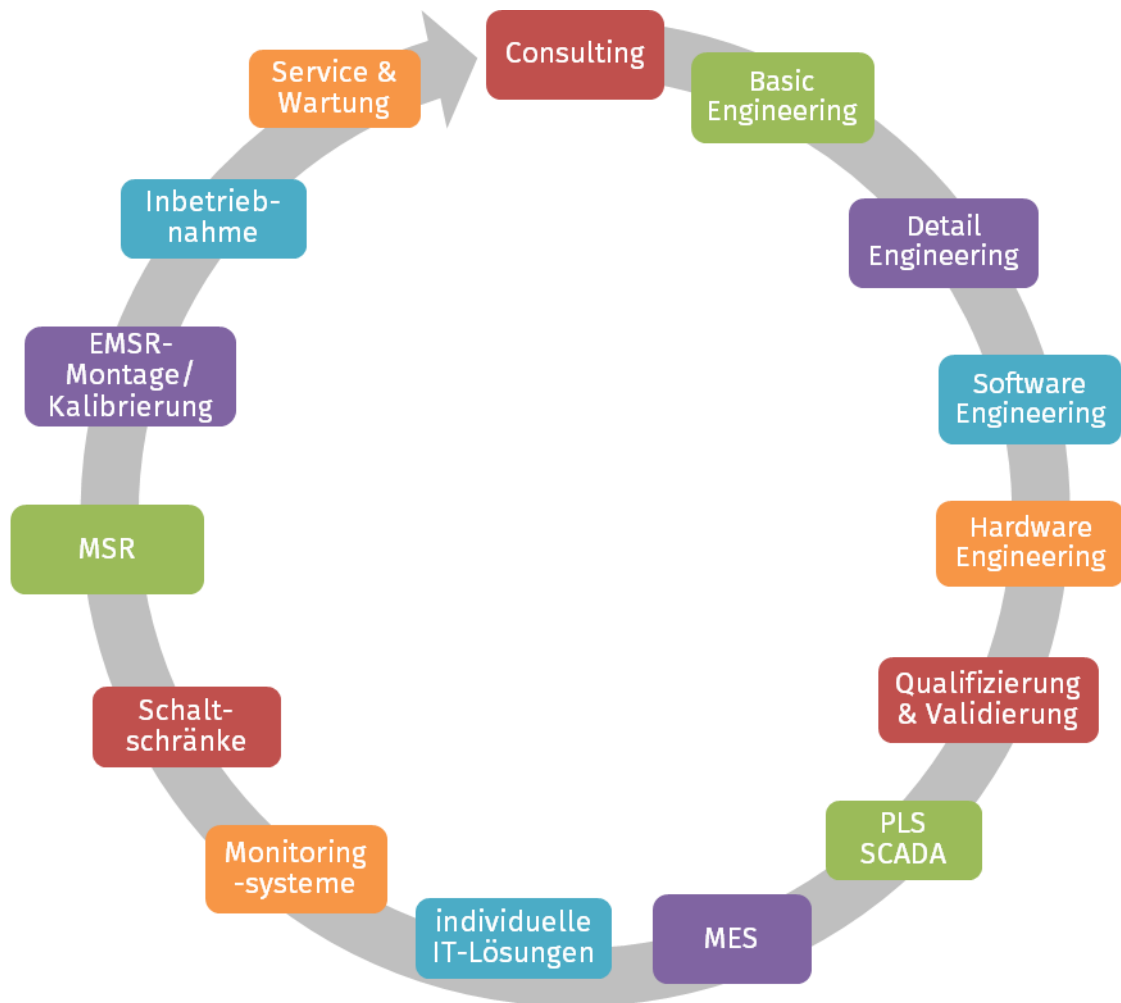 Consulting
Basic
Engineering
Detail
Engineering
Software
Engineering
Hardware
Engineering
Qualifizierung
& Validierung
PLS
SCADA
MES
individuelle
IT-Lösungen
Monitoring
-systeme
Schalt-
schränke
MSR
EMSR-
Montage/
Kalibrierung
Inbetrieb-
nahme
Service &
Wartung